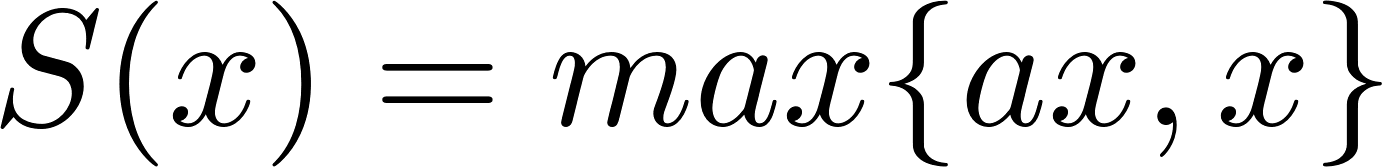 S(x) = max{ax, x}